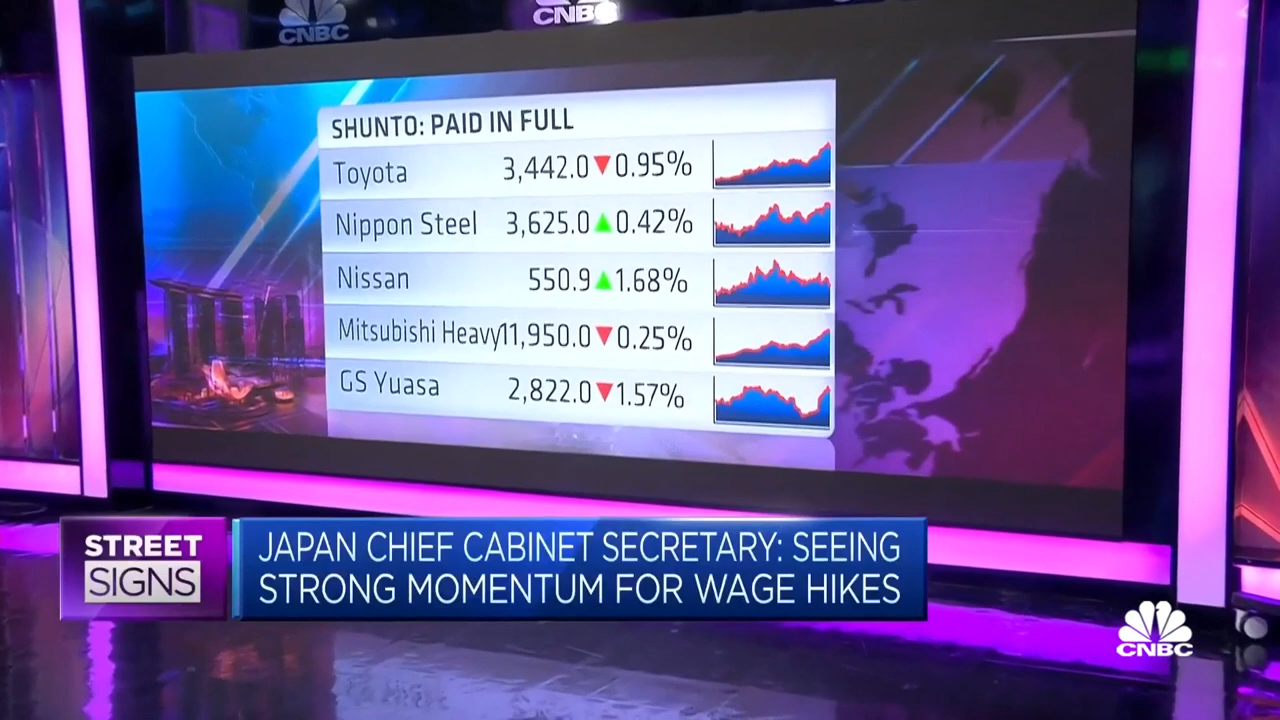 CNBC
CNBC
SHUNTO: PAID IN FULL
Toyota 3,442.0 ▼ 0.95%
Nippon Steel 3,625.0 ▲ 0.42%
Nissan 550.9 ▲ 1.68%
Mitsubishi Heavy 11,950.0 ▼ 0.25%
GS Yuasa 2,822.0 ▼ 1.57%
STREET
SIGNS
JAPAN CHIEF CABINET SECRETARY: SEEING
STRONG MOMENTUM FOR WAGE HIKES
CNBC